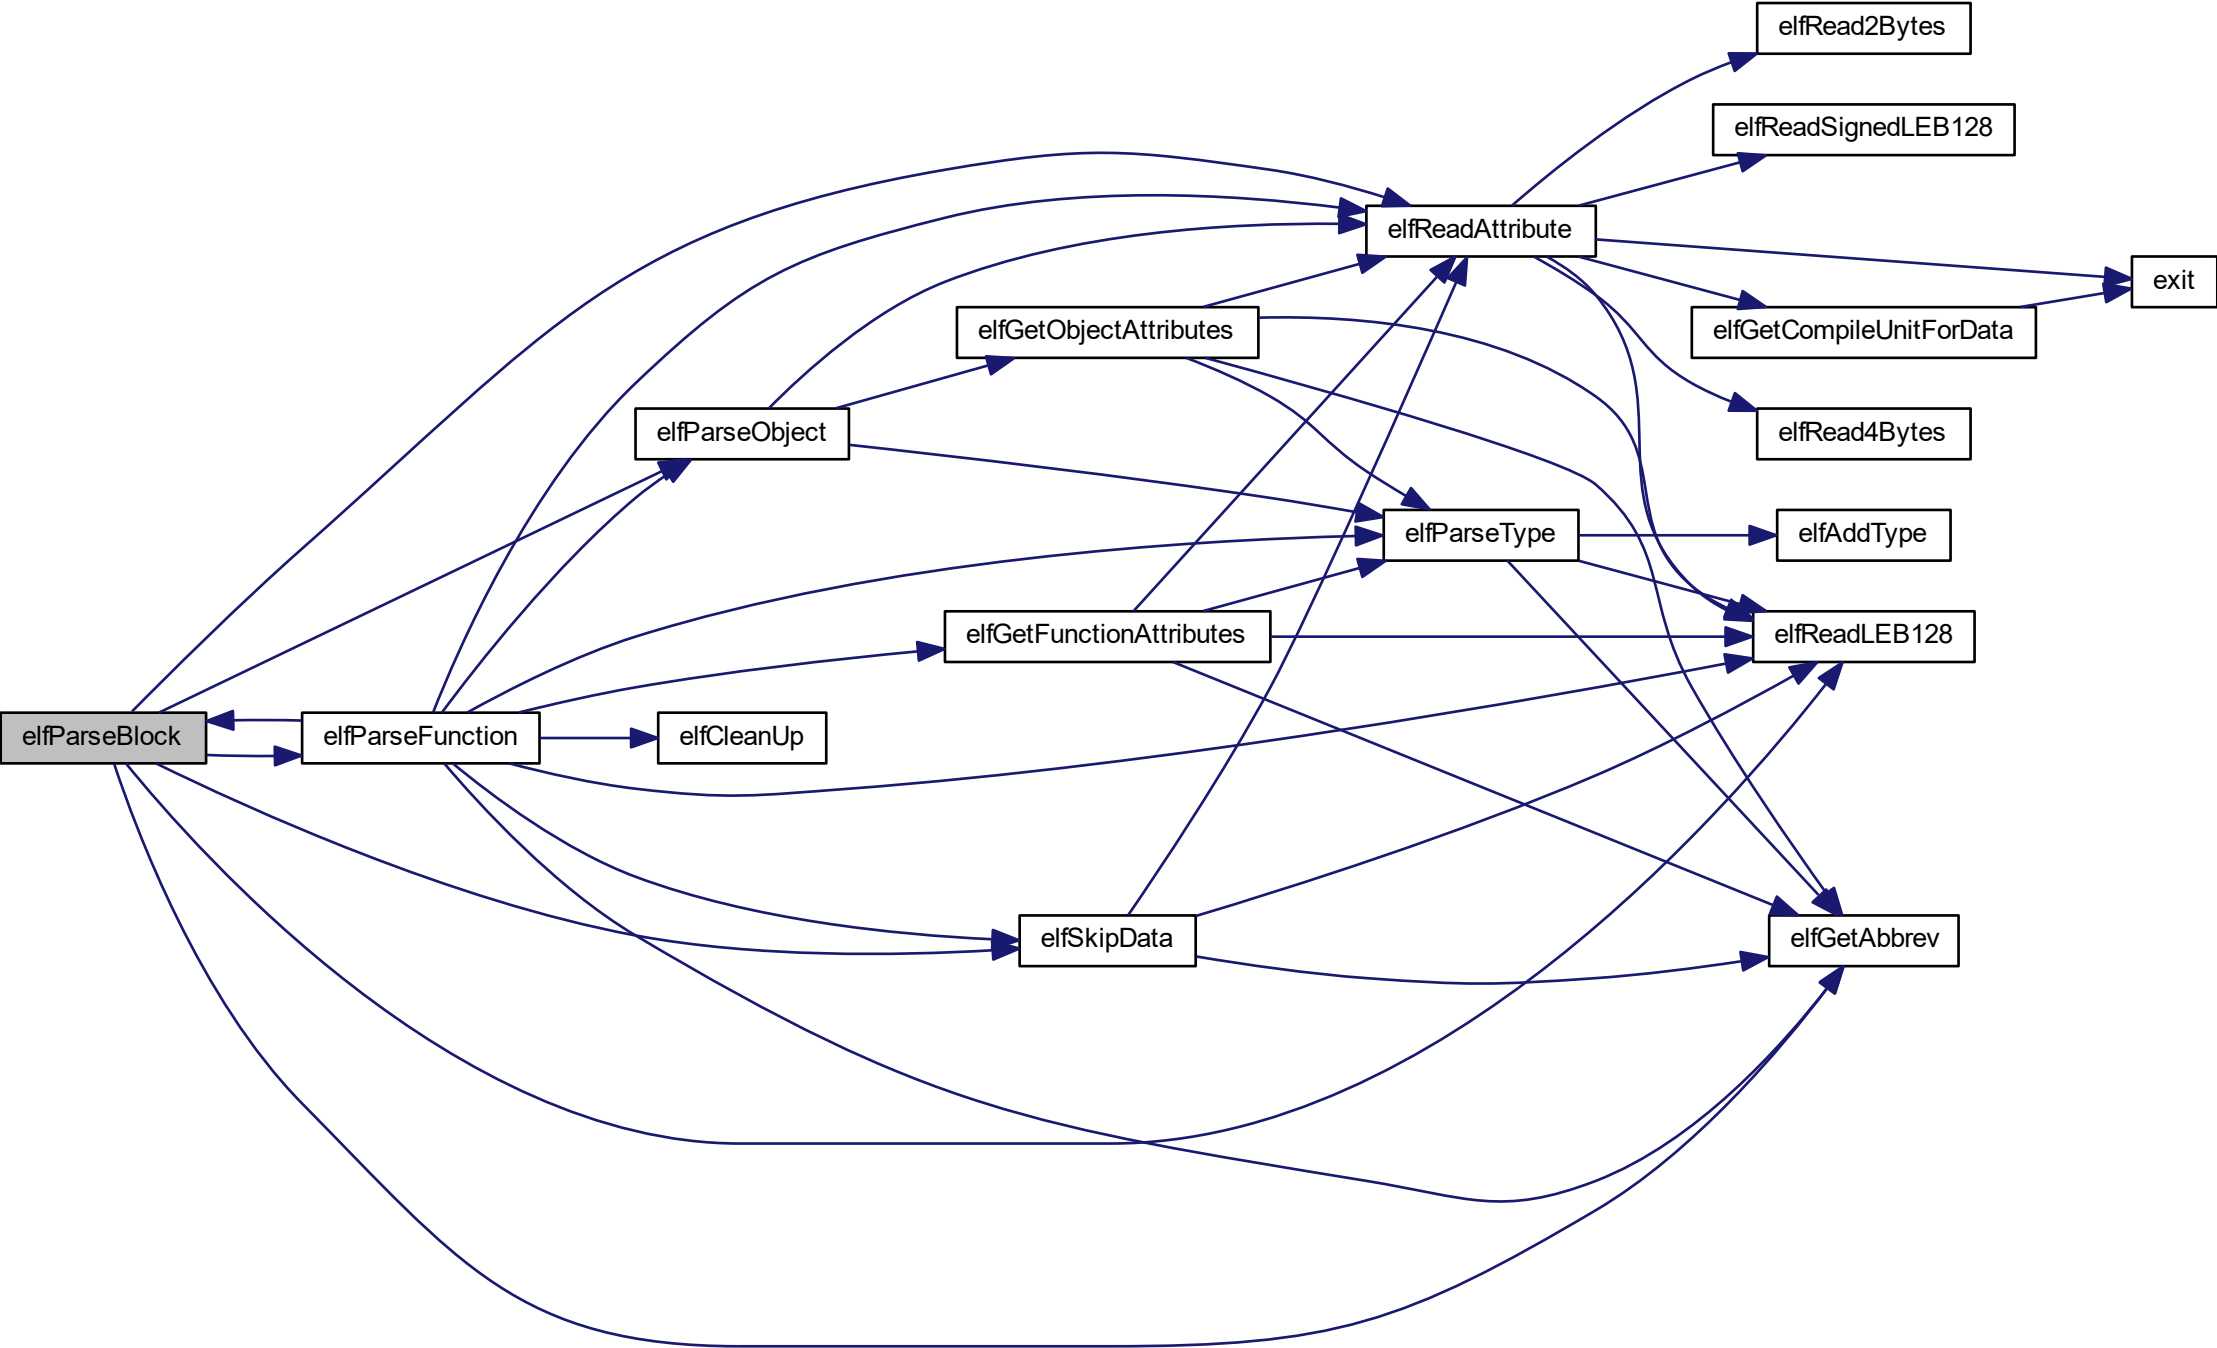 elfRead2Bytes
elfReadSignedLEB128
elfReadAttribute
exit
elfGetObjectAttributes
elfGetCompileUnitForData
elfParseObject
elfRead4Bytes
elfParseType
elfAddType
elfGetFunctionAttributes
elfReadLEB128
elfParseBlock
elfParseFunction
elfCleanUp
elfSkipData
elfGetAbbrev